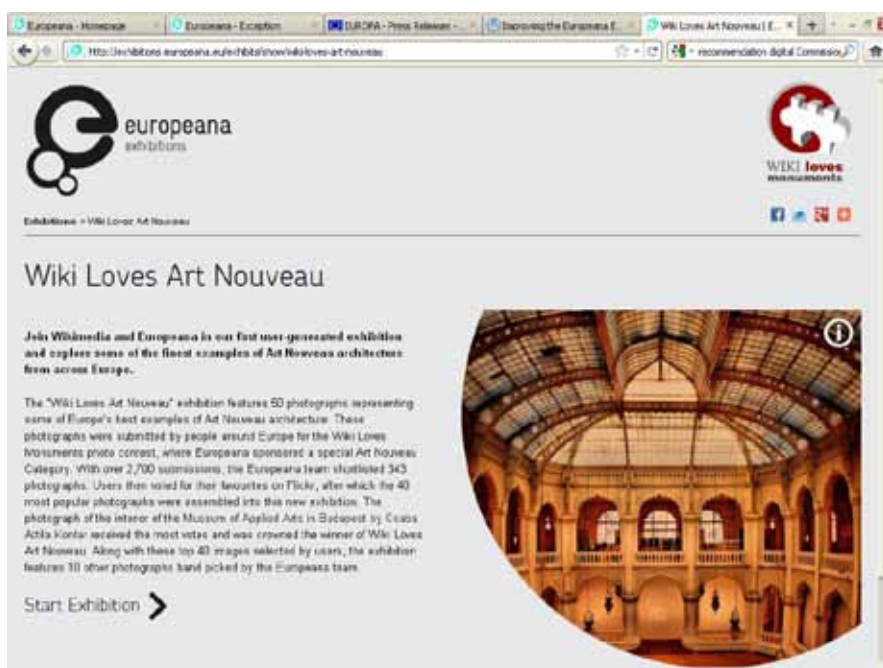 Europeana - Homepage
Europeana - Exception
EUROPA - Press Releases - ...
Improving the Europeana E...
Wiki Loves Art Nouveau | E...
http://exhibitions.europeana.eu/exhibits/show/wiki-loves-art-nouveau
recommendation digital Commission
europeana
exhibitions
WIKI loves
monuments
Exhibitions > Wiki Loves Art Nouveau
Wiki Loves Art Nouveau
Join Wikimedia and Europeana in our first user-generated exhibition
and explore some of the finest examples of Art Nouveau architecture
from across Europe.
The "Wiki Loves Art Nouveau" exhibition features 50 photographs representing
some of Europe's best examples of Art Nouveau architecture. These
photographs were submitted by people around Europe for the Wiki Loves
Monuments photo contest, where Europeana sponsored a special Art Nouveau
Category. With over 2,700 submissions, the Europeana team shortlisted 343
photographs. Users then voted for their favourites on Flickr, after which the 40
most popular photographs were assembled into this new exhibition. The
photograph of the interior of the Museum of Applied Arts in Budapest by Csaba
Attila Kontar received the most votes and was crowned the winner of Wiki Loves
Art Nouveau. Along with these top 40 images selected by users, the exhibition
features 10 other photographs hand picked by the Europeana team.
Start Exhibition